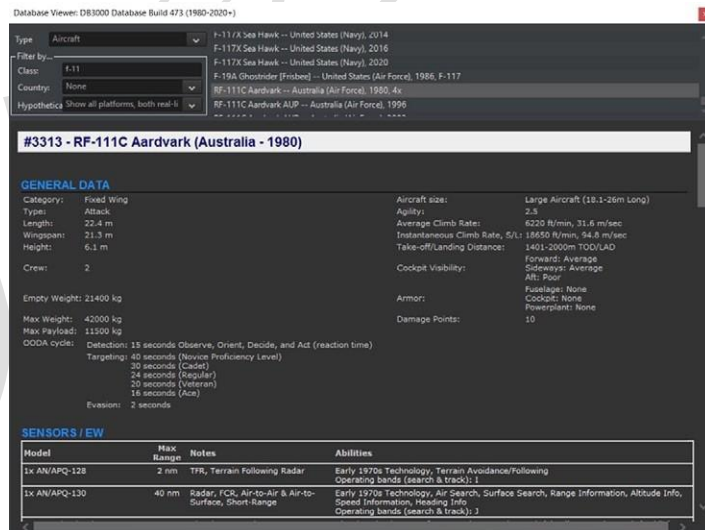 Database Viewer: DB3000 Database Build 473 (1980-2020+)
Type Aircraft
Filter by...
Class: f-11
Country: None
Hypothetica Show all platforms, both real-li
F-117X Sea Hawk -- United States (Navy), 2014
F-117X Sea Hawk -- United States (Navy), 2016
F-117X Sea Hawk -- United States (Navy), 2020
F-19A Ghostrider [Frisbee] -- United States (Air Force), 1986, F-117
RF-111C Aardvark -- Australia (Air Force), 1980, 4x
RF-111C Aardvark AUP -- Australia (Air Force), 1996
#3313 - RF-111C Aardvark (Australia - 1980)
GENERAL DATA
Category: Fixed Wing
Type: Attack
Length: 22.4 m
Wingspan: 21.3 m
Height: 6.1 m
Crew: 2
Empty Weight: 21400 kg
Max Weight: 42000 kg
Max Payload: 11500 kg
OODA cycle: Detection: 15 seconds Observe, Orient, Decide, and Act (reaction time)
Targeting: 40 seconds (Novice Proficiency Level)
30 seconds (Cadet)
24 seconds (Regular)
20 seconds (Veteran)
16 seconds (Ace)
Evasion: 2 seconds
Aircraft size: Large Aircraft (18.1-26m Long)
Agility: 2.5
Average Climb Rate: 6220 ft/min, 31.6 m/sec
Instantaneous Climb Rate, S/L: 18650 ft/min, 94.8 m/sec
Take-off/Landing Distance: 1401-2000m TOD/LAD
Cockpit Visibility: Forward: Average
Sideways: Average
Aft: Poor
Armor: Fuselage: None
Cockpit: None
Powerplant: None
Damage Points: 10
SENSORS / EW
Model Max Range Notes Abilities
1x AN/APQ-128 2 nm TFR, Terrain Following Radar Early 1970s Technology, Terrain Avoidance/Following
Operating bands (search & track): I
1x AN/APQ-130 40 nm Radar, FCR, Air-to-Air & Air-to-Surface, Short-Range Early 1970s Technology, Air Search, Surface Search, Range Information, Altitude Info,
Speed Information, Heading Info
Operating bands (search & track): J